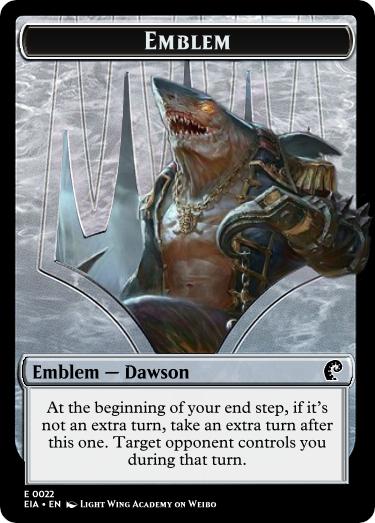 EMBLEM
Emblem — Dawson
At the beginning of your end step, if it's
not an extra turn, take an extra turn after
this one. Target opponent controls you
during that turn.
E 0022
EIA • EN LIGHT WING ACADEMY ON WEIBO